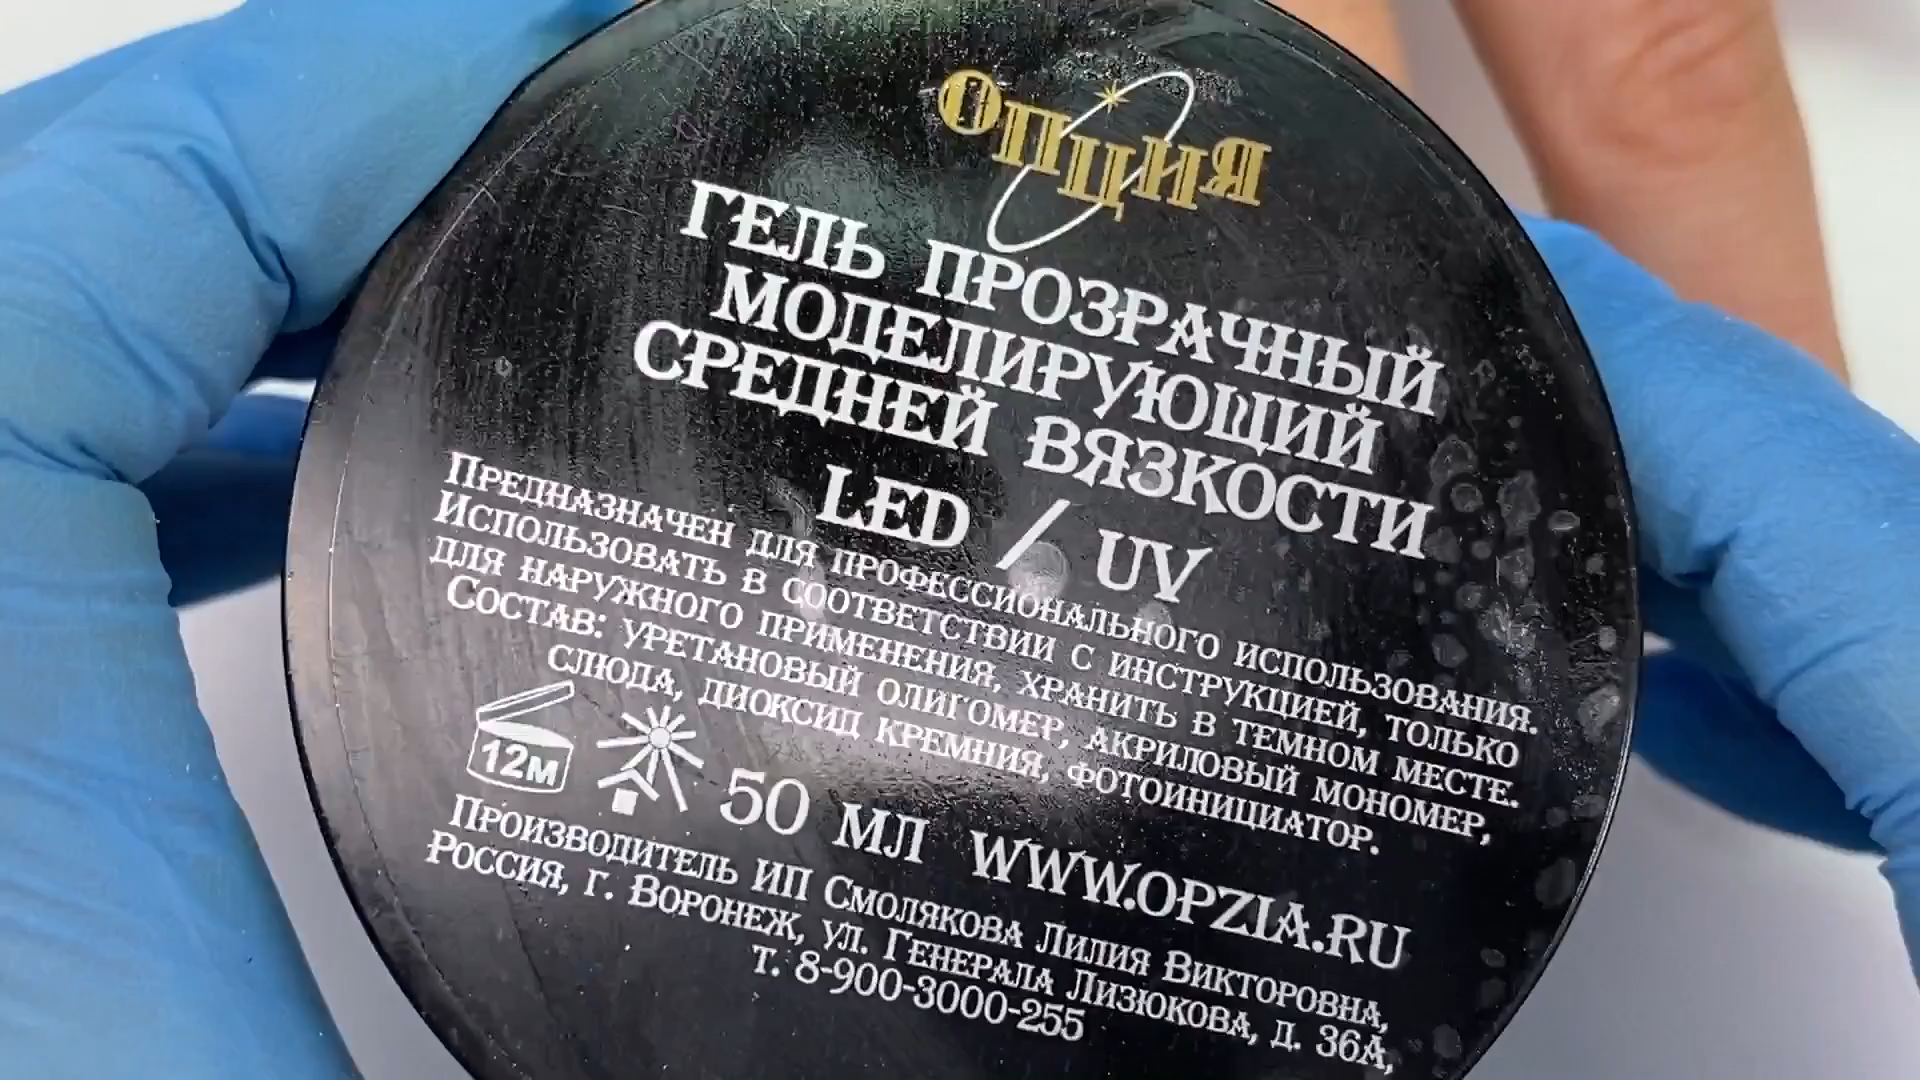 ОПЦИЯ
ГЕЛЬ ПРОЗРАЧНЫЙ
МОДЕЛИРУЮЩИЙ
СРЕДНЕЙ ВЯЗКОСТИ
LED / UV
Предназначен для профессионального использования.
Использовать в соответствии с инструкцией, только
для наружного применения, хранить в темном месте.
Состав: уретановый олигомер, акриловый мономер,
слюда, диоксид кремния, фотоинициатор.
12м
50 мл www.opzia.ru
Производитель ИП Смолякова Лилия Викторовна,
Россия, г. Воронеж, ул. Генерала Лизюкова, д. 36а,
т. 8-900-3000-255